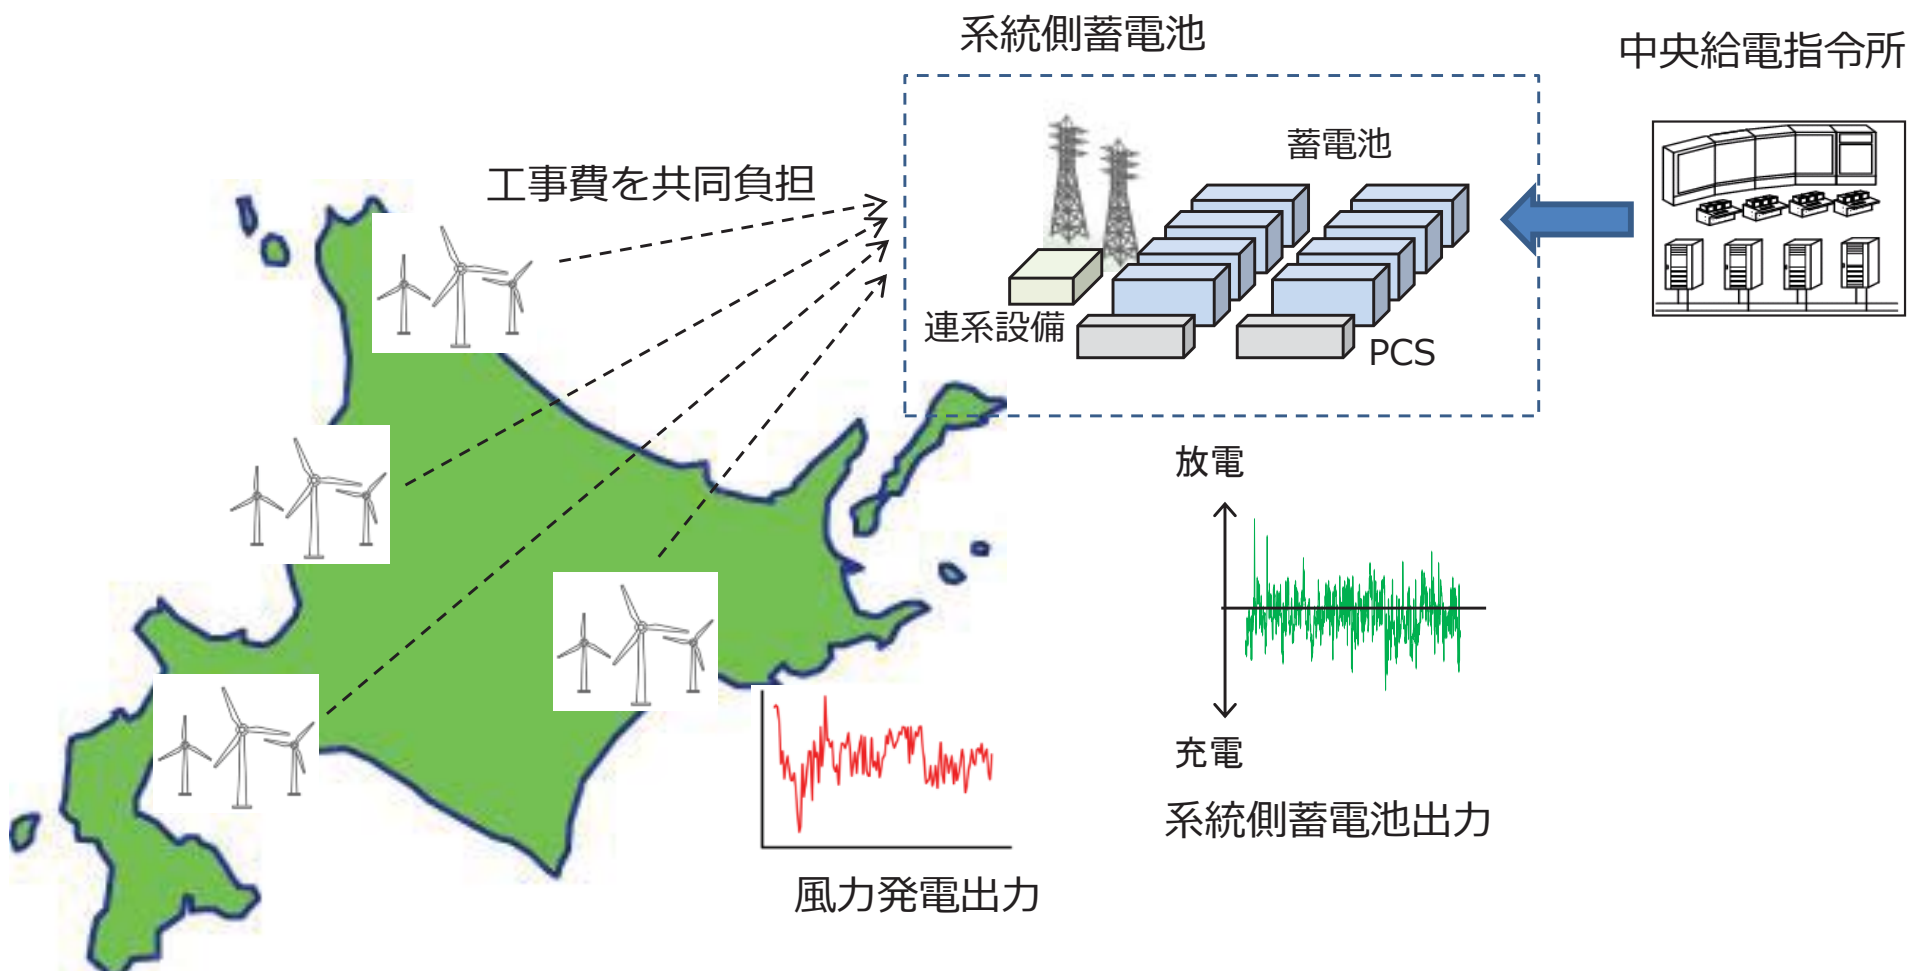 系統側蓄電池
中央給電指令所
工事費を共同負担
蓄電池
連系設備
PCS
放電
充電
系統側蓄電池出力
風力発電出力